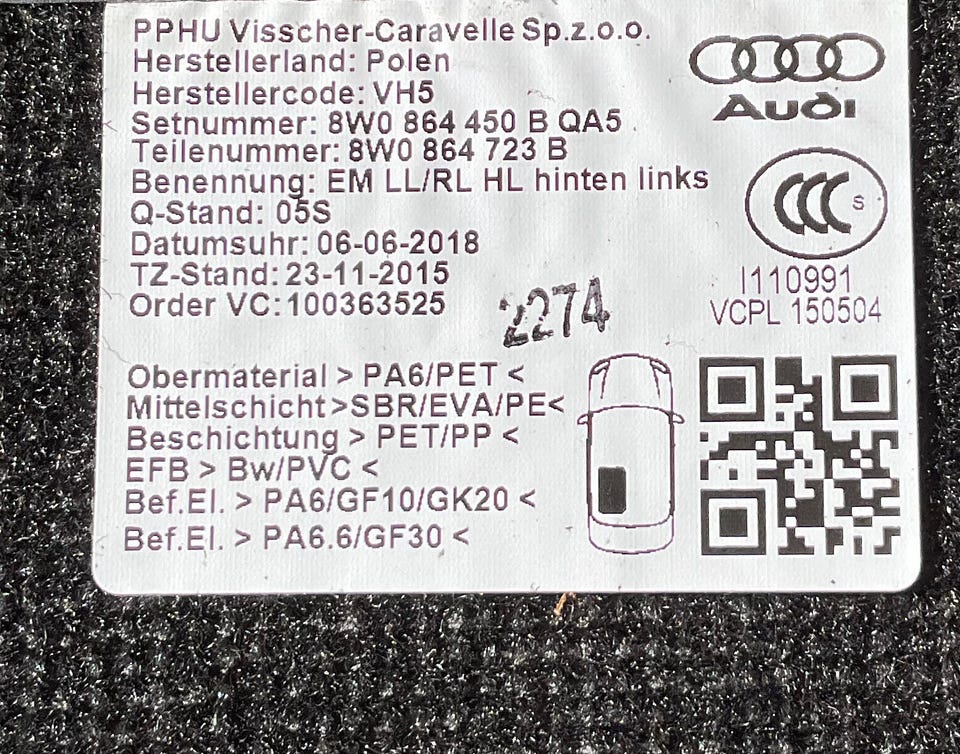 PPHU Visscher-Caravelle Sp.z.o.o.
Herstellerland: Polen
Herstellercode: VH5
Setnummer: 8W0 864 450 B QA5
Teilenummer: 8W0 864 723 B
Benennung: EM LL/RL HL hinten links
Q-Stand: 05S
Datumsuhr: 06-06-2018
TZ-Stand: 23-11-2015
Order VC: 100363525
2274
Audi
CCC S
I110991
VCPL 150504
Obermaterial > PA6/PET <
Mittelschicht>SBR/EVA/PE<
Beschichtung > PET/PP <
EFB > Bw/PVC <
Bef.El. > PA6/GF10/GK20 <
Bef.El. > PA6.6/GF30 <